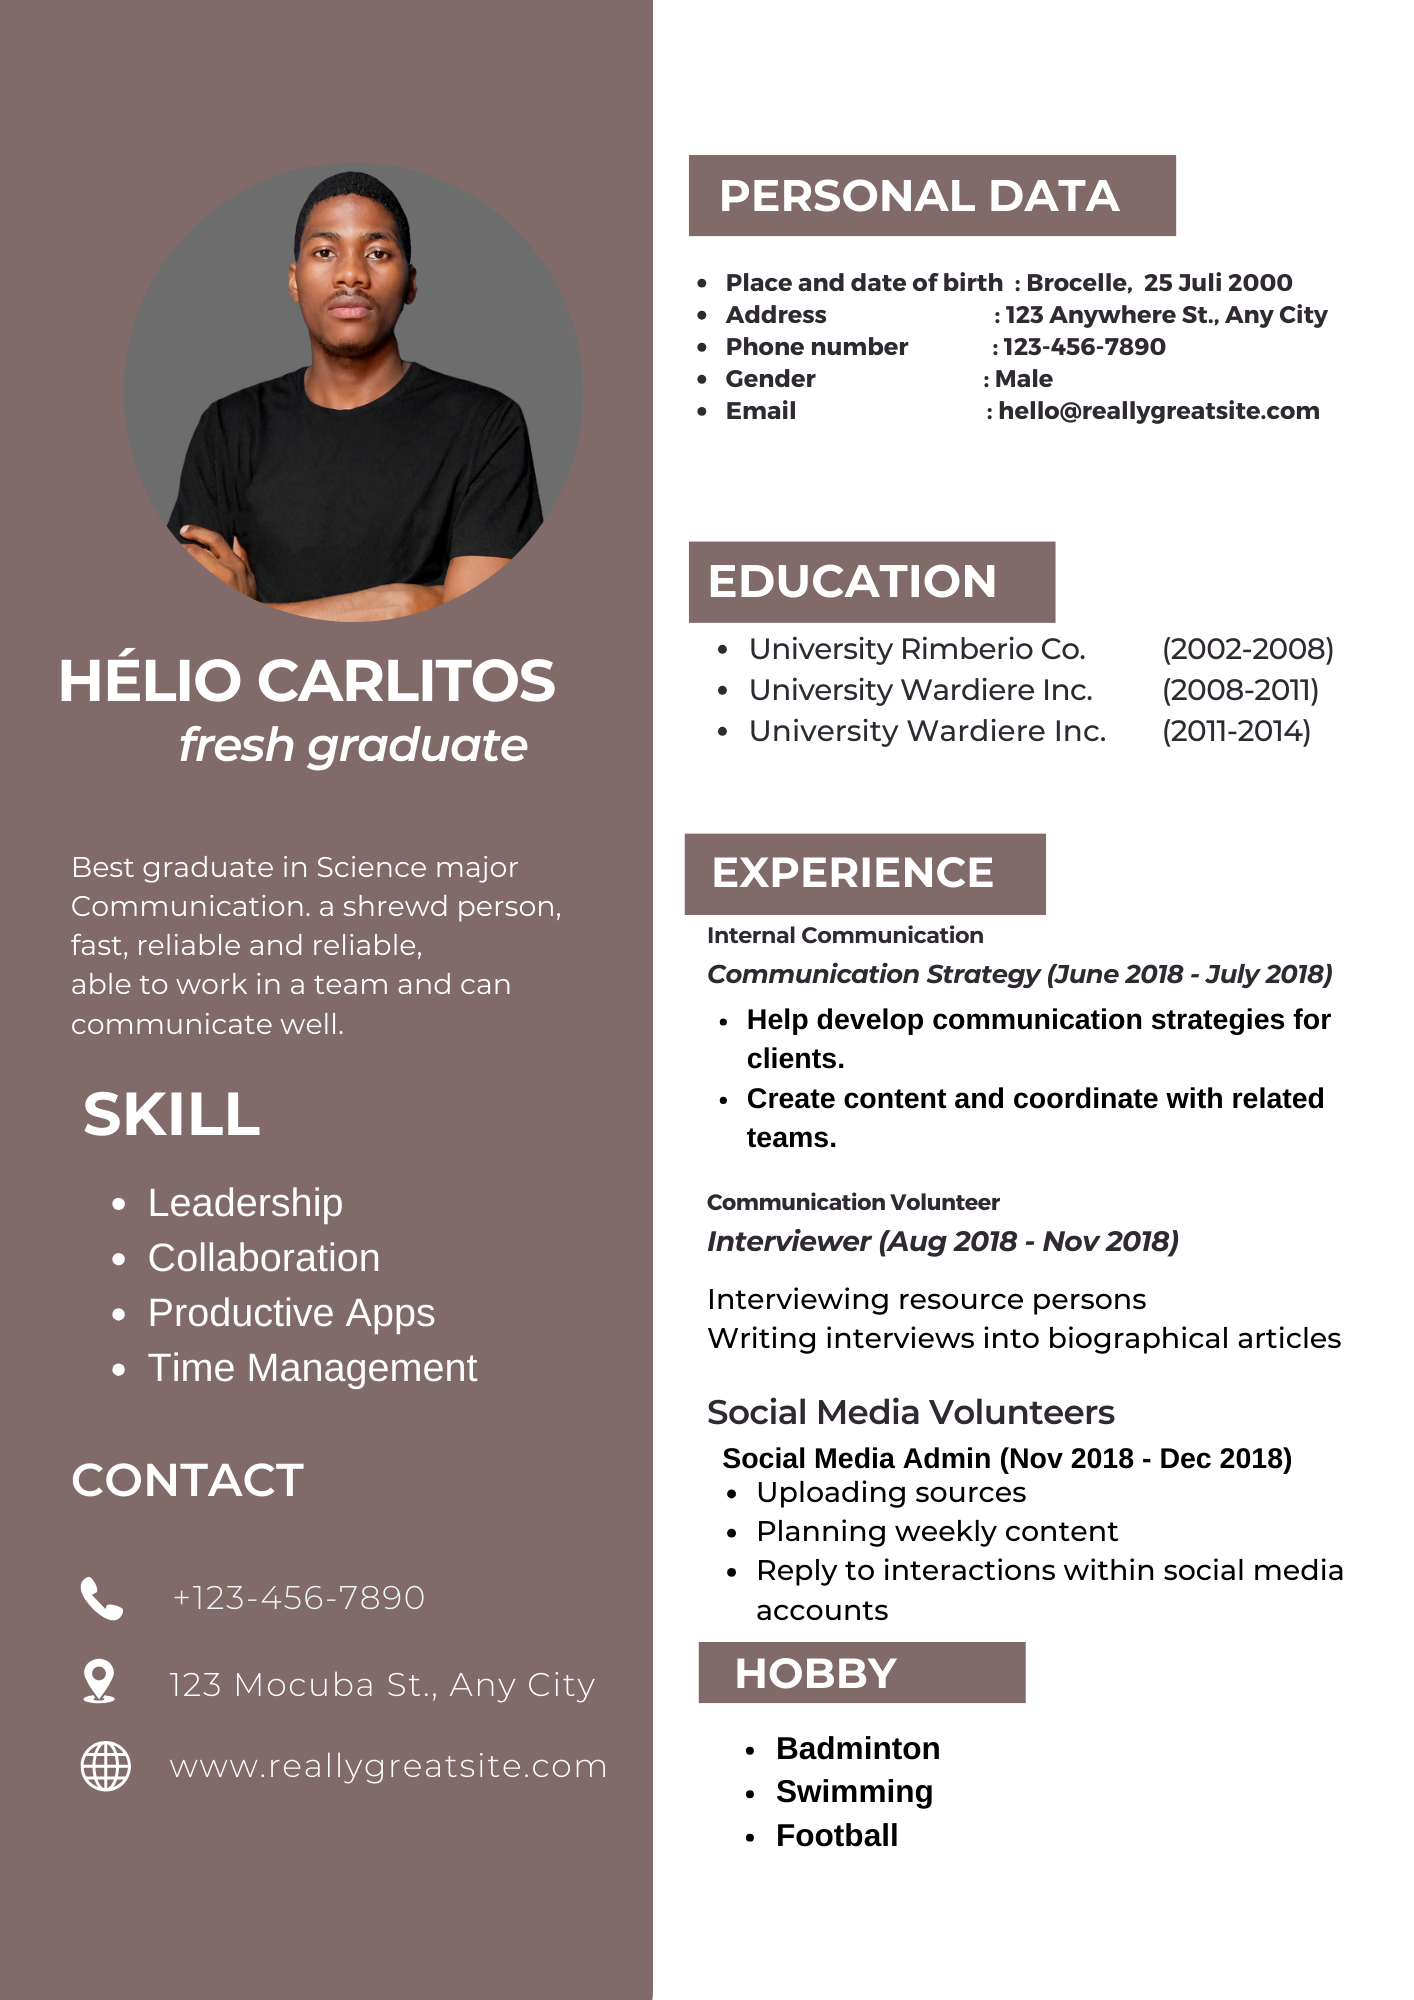 HÉLIO CARLITOS
fresh graduate
Best graduate in Science major
Communication. a shrewd person,
fast, reliable and reliable,
able to work in a team and can
communicate well.
SKILL
• Leadership
• Collaboration
• Productive Apps
• Time Management
CONTACT
+123-456-7890
123 Mocuba St., Any City
www.reallygreatsite.com
PERSONAL DATA
• Place and date of birth : Brocelle, 25 Juli 2000
• Address : 123 Anywhere St., Any City
• Phone number : 123-456-7890
• Gender : Male
• Email : hello@reallygreatsite.com
EDUCATION
• University Rimberio Co. (2002-2008)
• University Wardiere Inc. (2008-2011)
• University Wardiere Inc. (2011-2014)
EXPERIENCE
Internal Communication
Communication Strategy (June 2018 - July 2018)
• Help develop communication strategies for
clients.
• Create content and coordinate with related
teams.
Communication Volunteer
Interviewer (Aug 2018 - Nov 2018)
Interviewing resource persons
Writing interviews into biographical articles
Social Media Volunteers
Social Media Admin (Nov 2018 - Dec 2018)
• Uploading sources
• Planning weekly content
• Reply to interactions within social media
accounts
HOBBY
• Badminton
• Swimming
• Football